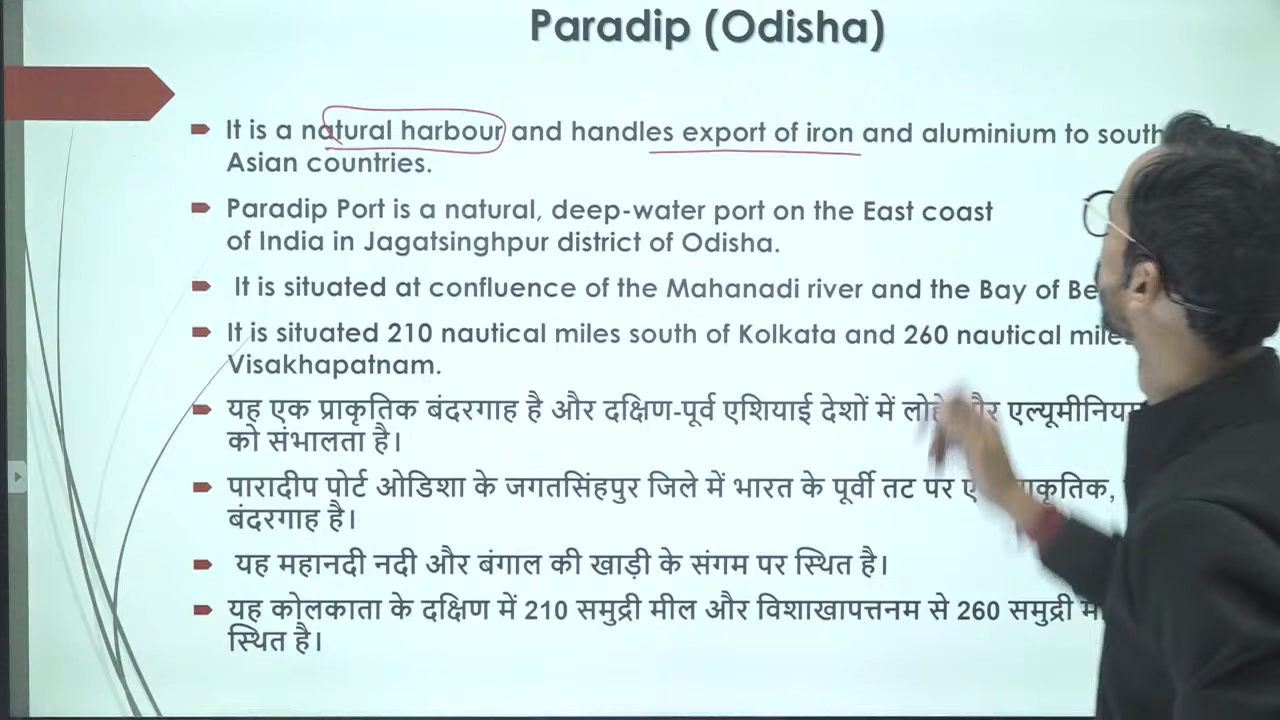 Paradip (Odisha)
It is a natural harbour and handles export of iron and aluminium to south
Asian countries.
Paradip Port is a natural, deep-water port on the East coast
of India in Jagatsinghpur district of Odisha.
It is situated at confluence of the Mahanadi river and the Bay of
It is situated 210 nautical miles south of Kolkata and 260 nautical
Visakhapatnam.
यह एक प्राकृतिक बंदरगाह है और दक्षिण-पूर्व एशियाई देशों में
को संभालता है।
पारादीप पोर्ट ओडिशा के जगतसिंहपुर जिले में भारत के पूर्वी तट पर
बंदरगाह है।
यह महानदी नदी और बंगाल की खाड़ी के संगम पर स्थित है।
यह कोलकाता के दक्षिण में 210 समुद्री मील और विशाखापत्तनम से 260 समुद्री
स्थित है।